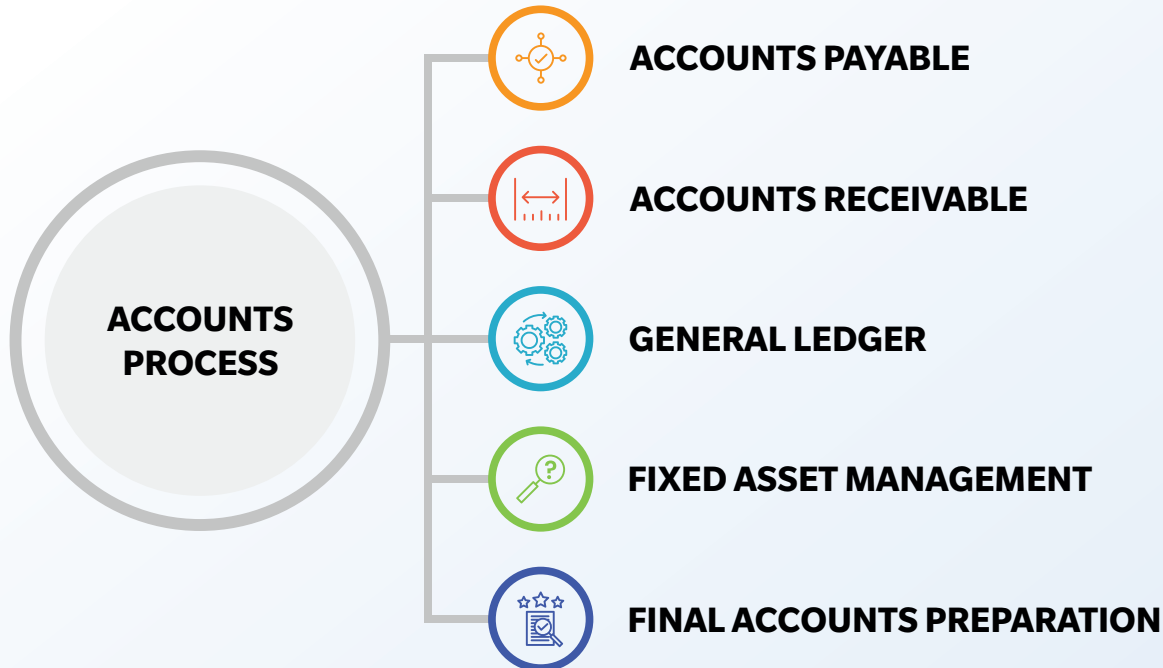 ACCOUNTS PAYABLE
ACCOUNTS RECEIVABLE
ACCOUNTS
PROCESS
GENERAL LEDGER
FIXED ASSET MANAGEMENT
FINAL ACCOUNTS PREPARATION